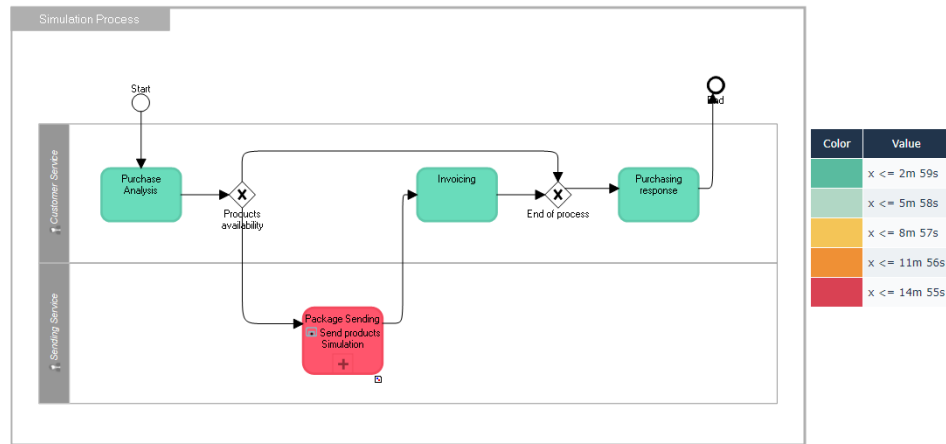 Simulation Process
Start
End
Customer Service
Purchase
Analysis
Products
availability
Invoicing
End of process
Purchasing
response
Sending Service
Package Sending
Send products
Simulation
Color Value
x <= 2m 59s
x <= 5m 58s
x <= 8m 57s
x <= 11m 56s
x <= 14m 55s